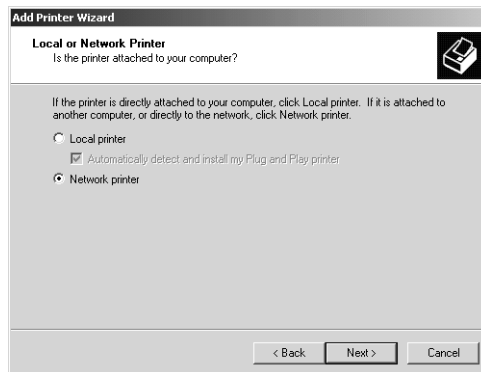 Add Printer Wizard
Local or Network Printer
Is the printer attached to your computer?
If the printer is directly attached to your computer, click Local printer. If it is attached to
another computer, or directly to the network, click Network printer.
Local printer
Automatically detect and install my Plug and Play printer
Network printer
< Back
Next >
Cancel